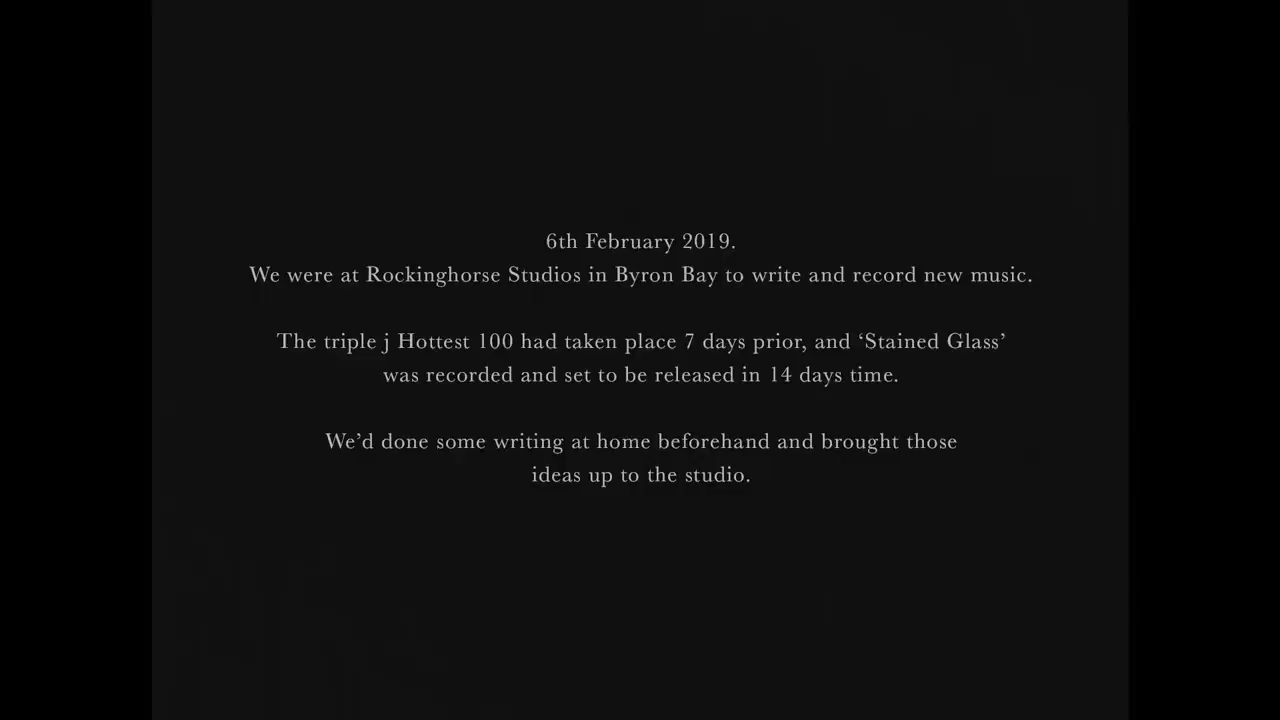 6th February 2019.
We were at Rockinghorse Studios in Byron Bay to write and record new music.
The triple j Hottest 100 had taken place 7 days prior, and ‘Stained Glass’
was recorded and set to be released in 14 days time.
We’d done some writing at home beforehand and brought those
ideas up to the studio.